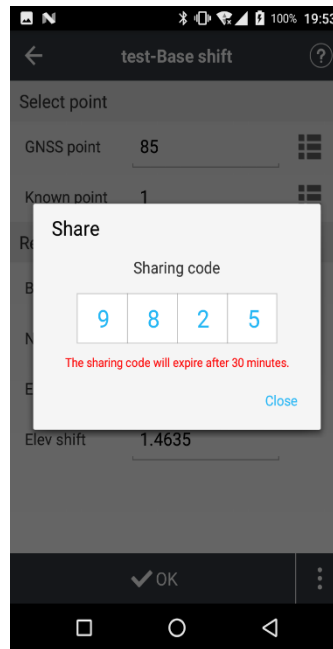 100% 19:53
test-Base shift
?
Select point
GNSS point 85
Known point 1
Re
Share
Sharing code
B
9 8 2 5
N
The sharing code will expire after 30 minutes.
E
Close
Elev shift 1.4635
OK